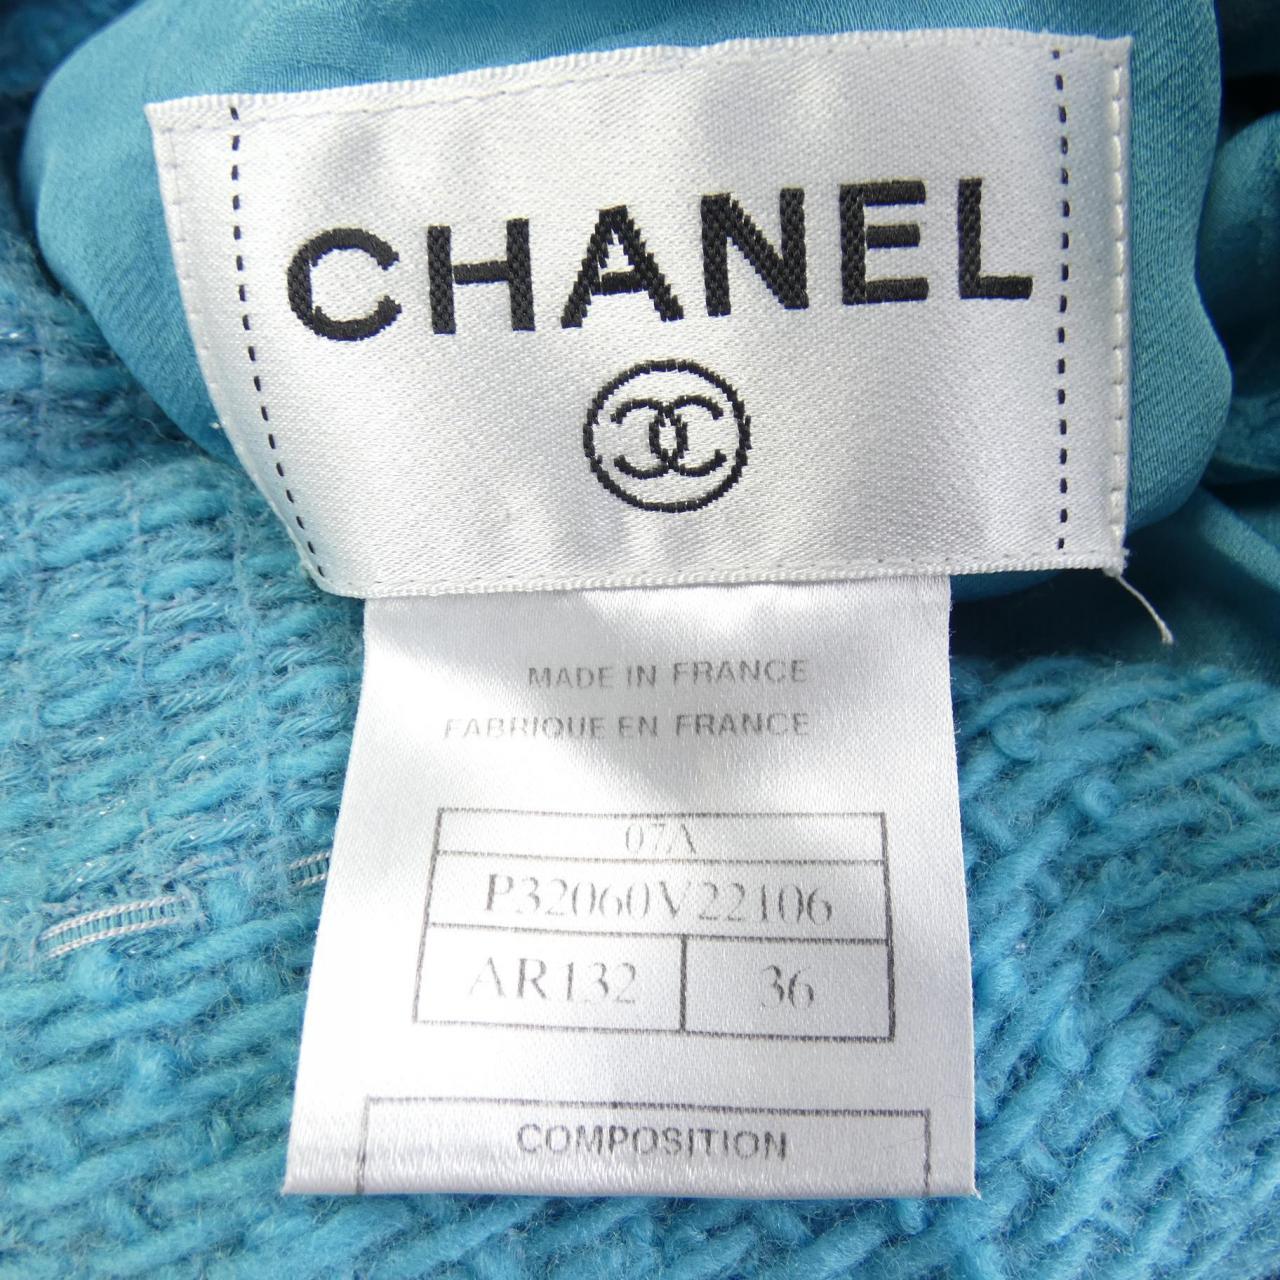 CHANEL
MADE IN FRANCE
FABRIQUE EN FRANCE
07A
P32060V22106
AR132 36
COMPOSITION